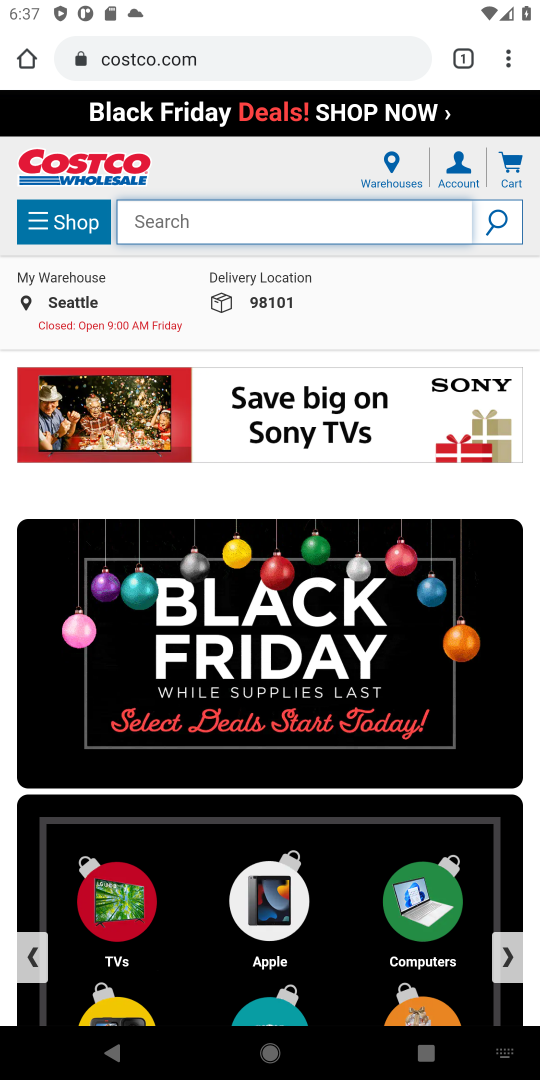 6:37
costco.com
1
Black Friday Deals! SHOP NOW ›
COSTCO
WHOLESALE
Warehouses
Account
Cart
Shop
Search
My Warehouse
Delivery Location
Seattle
98101
Closed: Open 9:00 AM Friday
Save big on
Sony TVs
SONY
BLACK
FRIDAY
WHILE SUPPLIES LAST
Select Deals Start Today!
TVs
Apple
Computers